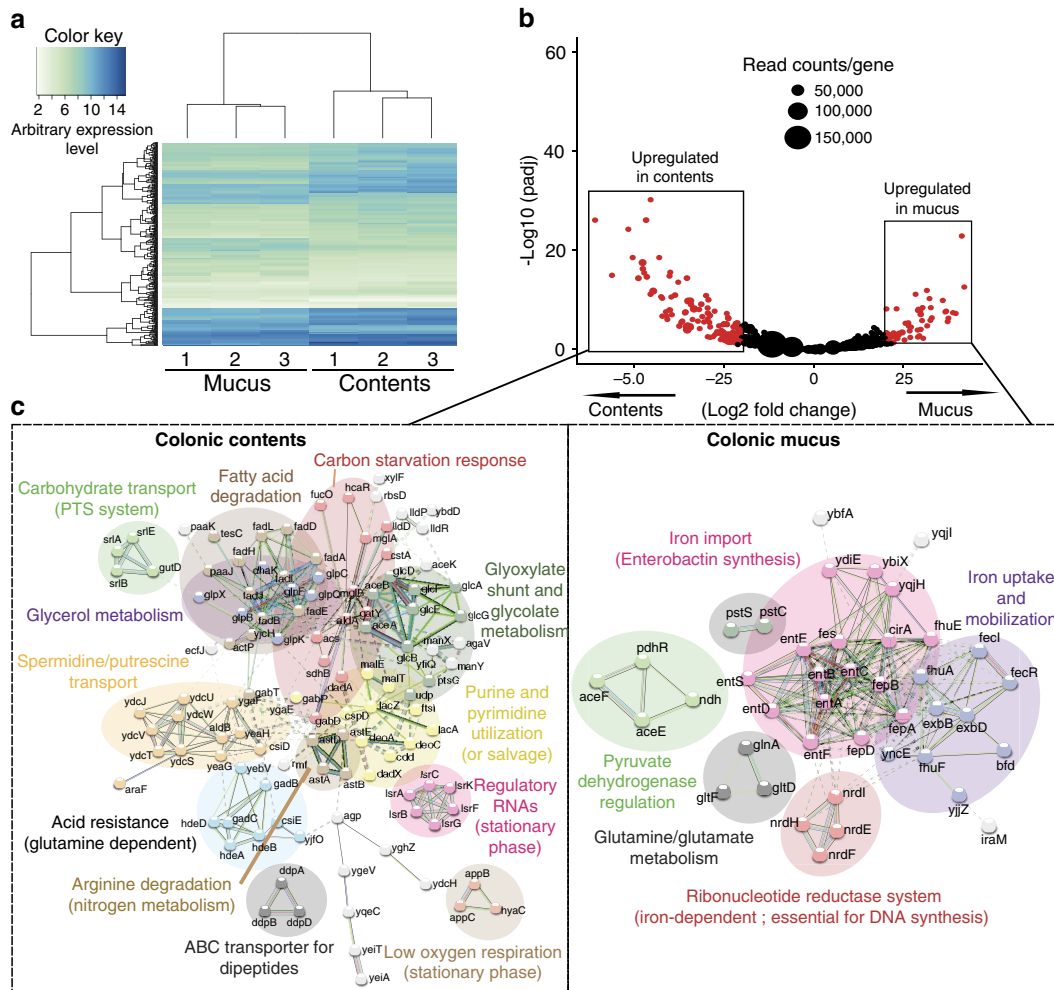 a
Color key
2 6 10 14
Arbitrary expression
level
1 2 3 1 2 3
Mucus Contents
b
60
40
20
0
-Log10 (padj)
Read counts/gene
50,000
100,000
150,000
Upregulated
in contents
Upregulated
in mucus
−5.0 −25 0 25
Contents (Log2 fold change) Mucus
c
Colonic contents
Carbon starvation response
Fatty acid
degradation
Carbohydrate transport
(PTS system)
Glycerol metabolism
Spermidine/putrescine
transport
Glyoxylate
shunt and
glycolate
metabolism
Purine and
pyrimidine
utilization
(or salvage)
Regulatory
RNAs
(stationary
phase)
Acid resistance
(glutamine dependent)
Arginine degradation
(nitrogen metabolism)
ABC transporter for
dipeptides
Low oxygen respiration
(stationary phase)
xylF
rbsD
hcaR
fucO
lldP
ybdD
lldD
lldR
mglA
cstA
srlE
srlA
srlB
gutD
paaK
tesC
fadL
fadD
fadH
fadA
paaJ
dhaK
glpC
fadI
glpX
fadJ
glpF
glpQ
mglB
glpB
fadB
fadE
ycjH
glpK
actP
ecfJ
acs
aldA
gatY
aceA
aceB
glcD
aceK
glcF
glcA
glcE
glcG
manX
agaV
glcB
yfiQ
manY
ptsG
malE
malT
udp
ftsI
lacZ
lacA
sdhB
dadA
gabT
gabP
ygaE
gabD
cspD
astE
astD
deoA
deoC
cdd
dadX
astA
astB
rmf
ydcU
ydcJ
ydcW
ygaF
aldB
ydcV
yeaH
ydcT
ydcS
csiD
yeaG
araF
yebV
gadB
gadC
csiE
hdeD
hdeB
hdeA
yjfO
lsrC
lsrK
lsrA
lsrF
lsrB
lsrG
agp
yghZ
ygeV
ydcH
yqeC
yeiT
yeiA
ddpA
ddpB
ddpD
appB
appC
hyaC
Colonic mucus
Iron import
(Enterobactin synthesis)
Iron uptake
and
mobilization
Pyruvate
dehydrogenase
regulation
Glutamine/glutamate
metabolism
Ribonucleotide reductase system
(iron-dependent ; essential for DNA synthesis)
ybfA
yqjI
ydiE
ybiX
yqjH
pstS
pstC
entE
fes
cirA
fhuE
fecI
entB
entC
fepB
fhuA
fecR
entS
entA
entD
fepA
exbB
exbD
entF
fepD
yncE
fhuF
bfd
yjjZ
iraM
pdhR
aceF
ndh
aceE
glnA
gltF
gltD
nrdI
nrdH
nrdE
nrdF